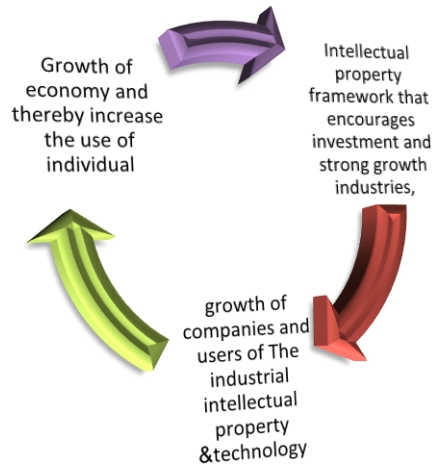 Growth of
economy and
thereby increase
the use of
individual
Intellectual
property
framework that
encourages
investment and
strong growth
industries,
growth of
companies and
users of The
industrial
intellectual
property
&technology